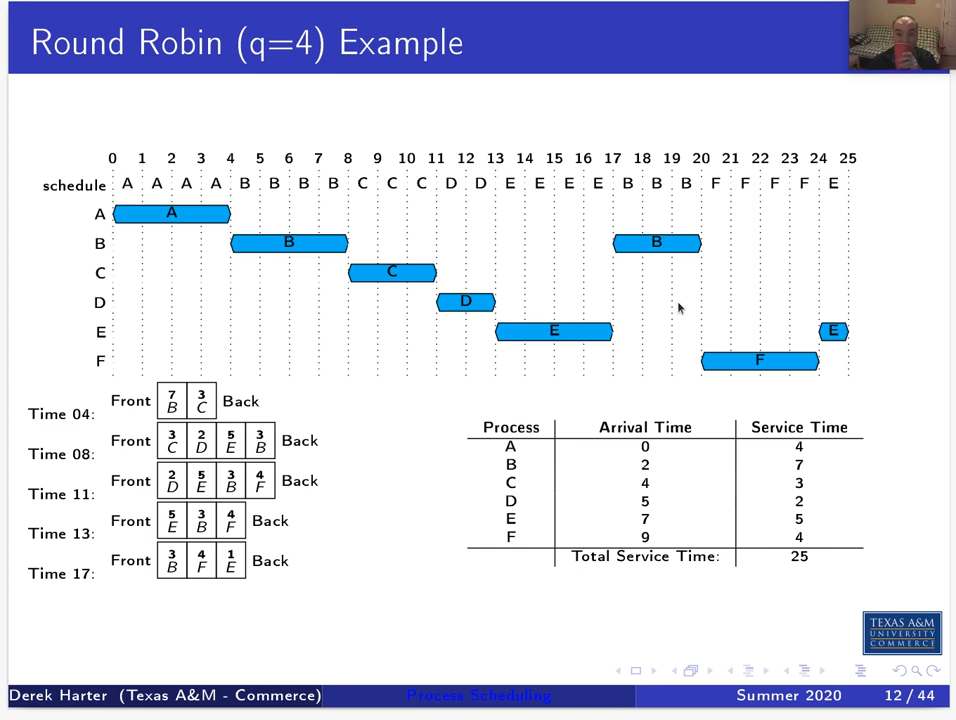 Round Robin (q=4) Example
0 1 2 3 4 5 6 7 8 9 10 11 12 13 14 15 16 17 18 19 20 21 22 23 24 25
schedule A A A A B B B B C C C D D E E E E B B B F F F F E
A A
B B B
C C
D D
E E E
F F
Time 04: Front 7 B 3 C Back
Time 08: Front 3 C 2 D 5 E 3 B Back
Time 11: Front 2 D 5 E 3 B 4 F Back
Time 13: Front 5 E 3 B 4 F Back
Time 17: Front 3 B 4 F 1 E Back
Process Arrival Time Service Time
A 0 4
B 2 7
C 4 3
D 5 2
E 7 5
F 9 4
Total Service Time: 25
TEXAS A&M
UNIVERSITY
COMMERCE
Derek Harter (Texas A&M - Commerce) Process Scheduling Summer 2020 12 / 44